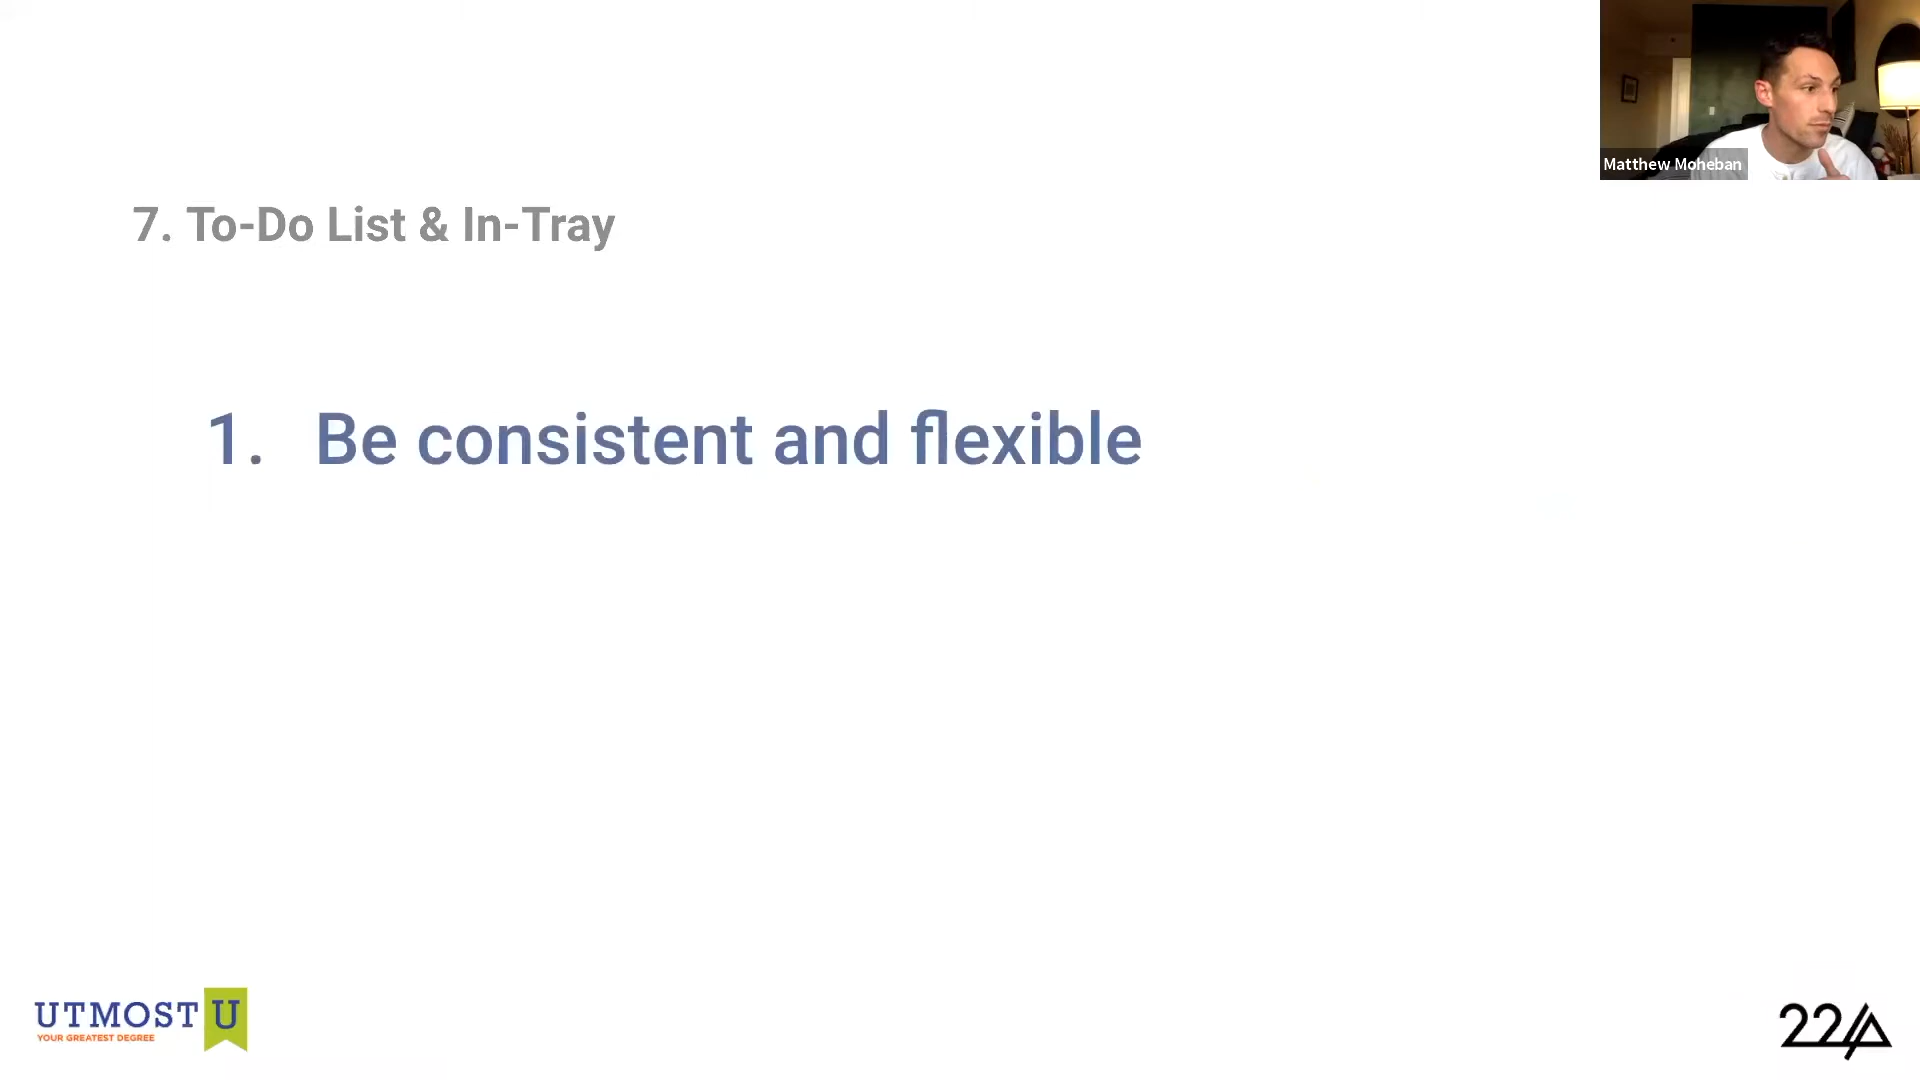 Matthew Moheban
7. To-Do List & In-Tray
1. Be consistent and flexible
UTMOST U
YOUR GREATEST DEGREE
22